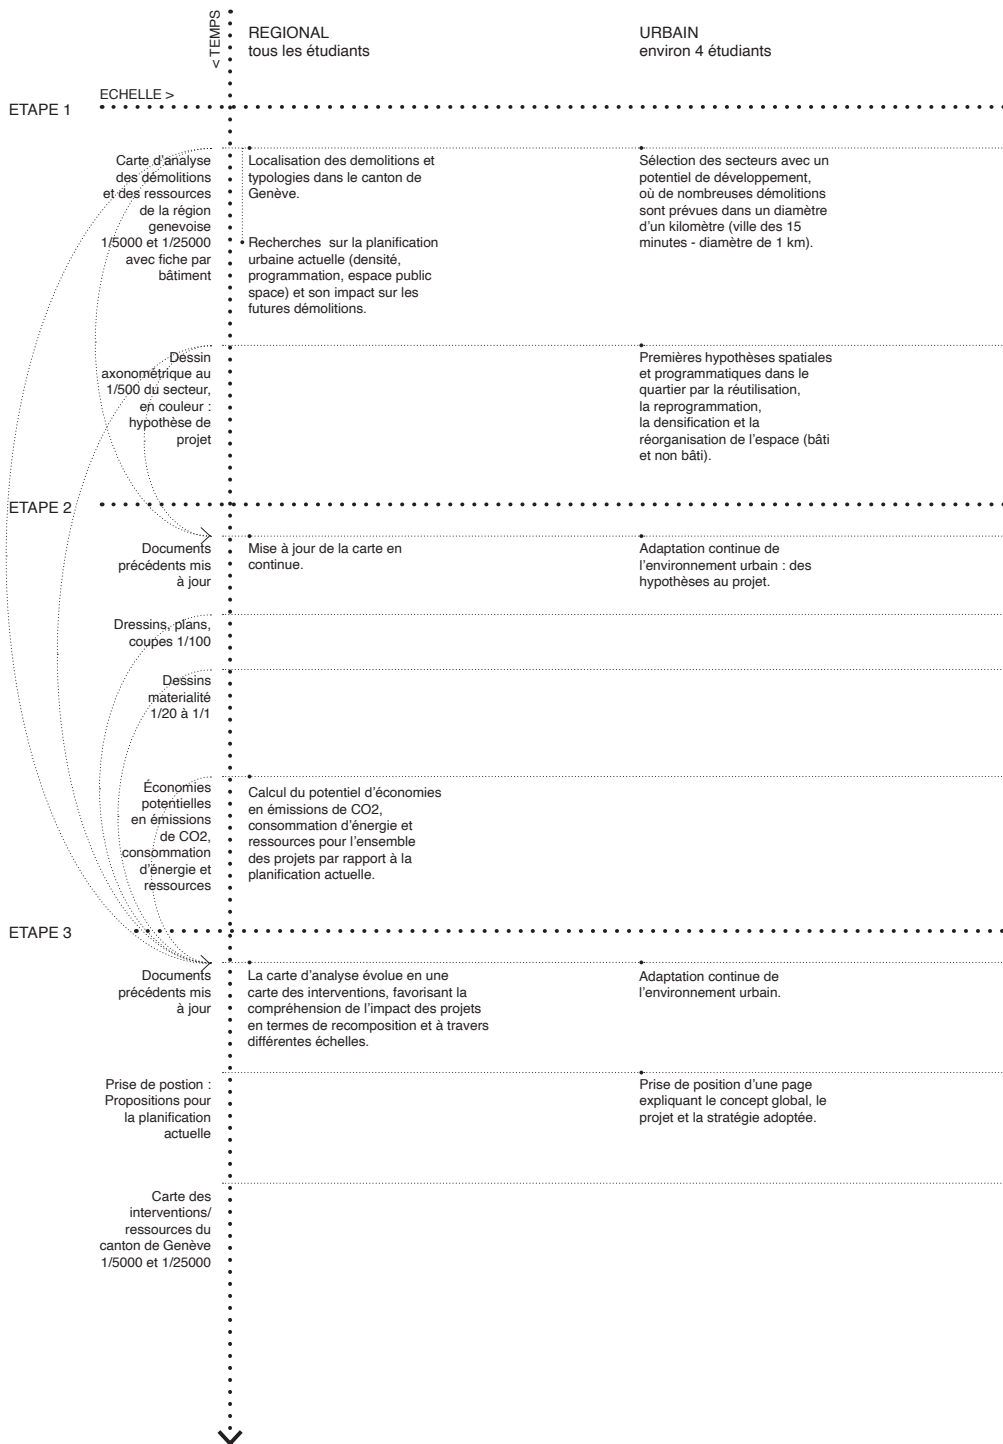 < TEMPS
REGIONAL
tous les étudiants
URBAIN
environ 4 étudiants
ECHELLE >
ETAPE 1
Carte d'analyse
des démolitions
et des ressources
de la région
genevoise
1/5000 et 1/25000
avec fiche par
bâtiment
Localisation des demolitions et
typologies dans le canton de
Genève.
Recherches sur la planification
urbaine actuelle (densité,
programmation, espace public
space) et son impact sur les
futures démolitions.
Sélection des secteurs avec un
potentiel de développement,
où de nombreuses démolitions
sont prévues dans un diamètre
d'un kilomètre (ville des 15
minutes - diamètre de 1 km).
Dessin
axonométrique au
1/500 du secteur,
en couleur :
hypothèse de
projet
Premières hypothèses spatiales
et programmatiques dans le
quartier par la réutilisation,
la reprogrammation,
la densification et la
réorganisation de l'espace (bâti
et non bâti).
ETAPE 2
Documents
précédents mis
à jour
Mise à jour de la carte en
continue.
Adaptation continue de
l'environnement urbain : des
hypothèses au projet.
Dressins, plans,
coupes 1/100
Dessins
materialité
1/20 à 1/1
Économies
potentielles
en émissions
de CO2,
consommation
d'énergie et
ressources
Calcul du potentiel d'économies
en émissions de CO2,
consommation d'énergie et
ressources pour l'ensemble
des projets par rapport à la
planification actuelle.
ETAPE 3
Documents
précédents mis
à jour
La carte d'analyse évolue en une
carte des interventions, favorisant la
compréhension de l'impact des projets
en termes de recomposition et à travers
différentes échelles.
Adaptation continue de
l'environnement urbain.
Prise de postion :
Propositions pour
la planification
actuelle
Prise de position d'une page
expliquant le concept global, le
projet et la stratégie adoptée.
Carte des
interventions/
ressources du
canton de Genève
1/5000 et 1/25000